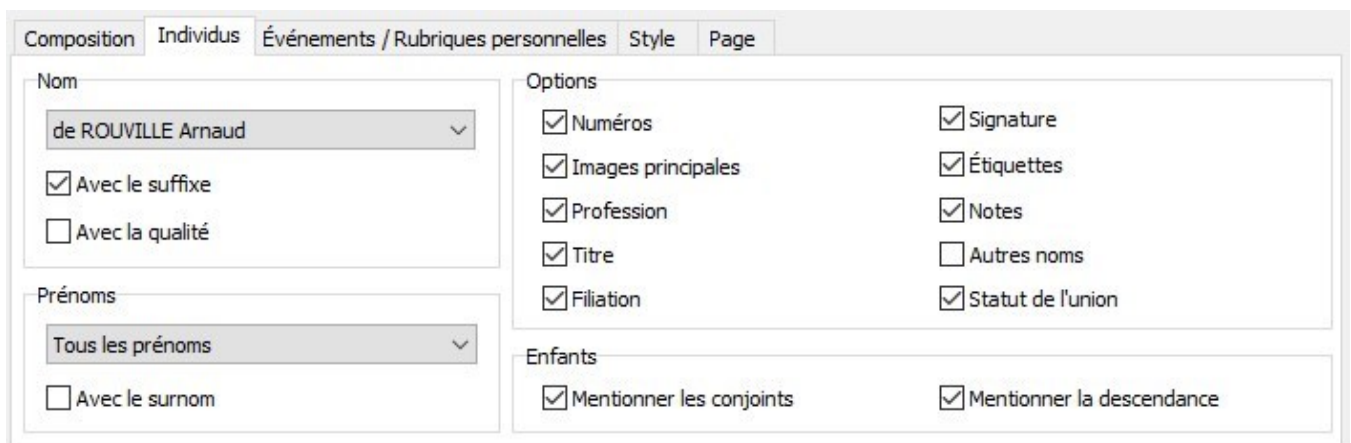 Composition Individus Événements / Rubriques personnelles Style Page
Nom
de ROUVILLE Arnaud
Avec le suffixe
Avec la qualité
Prénoms
Tous les prénoms
Avec le surnom
Options
Numéros
Images principales
Profession
Titre
Filiation
Signature
Étiquettes
Notes
Autres noms
Statut de l'union
Enfants
Mentionner les conjoints
Mentionner la descendance